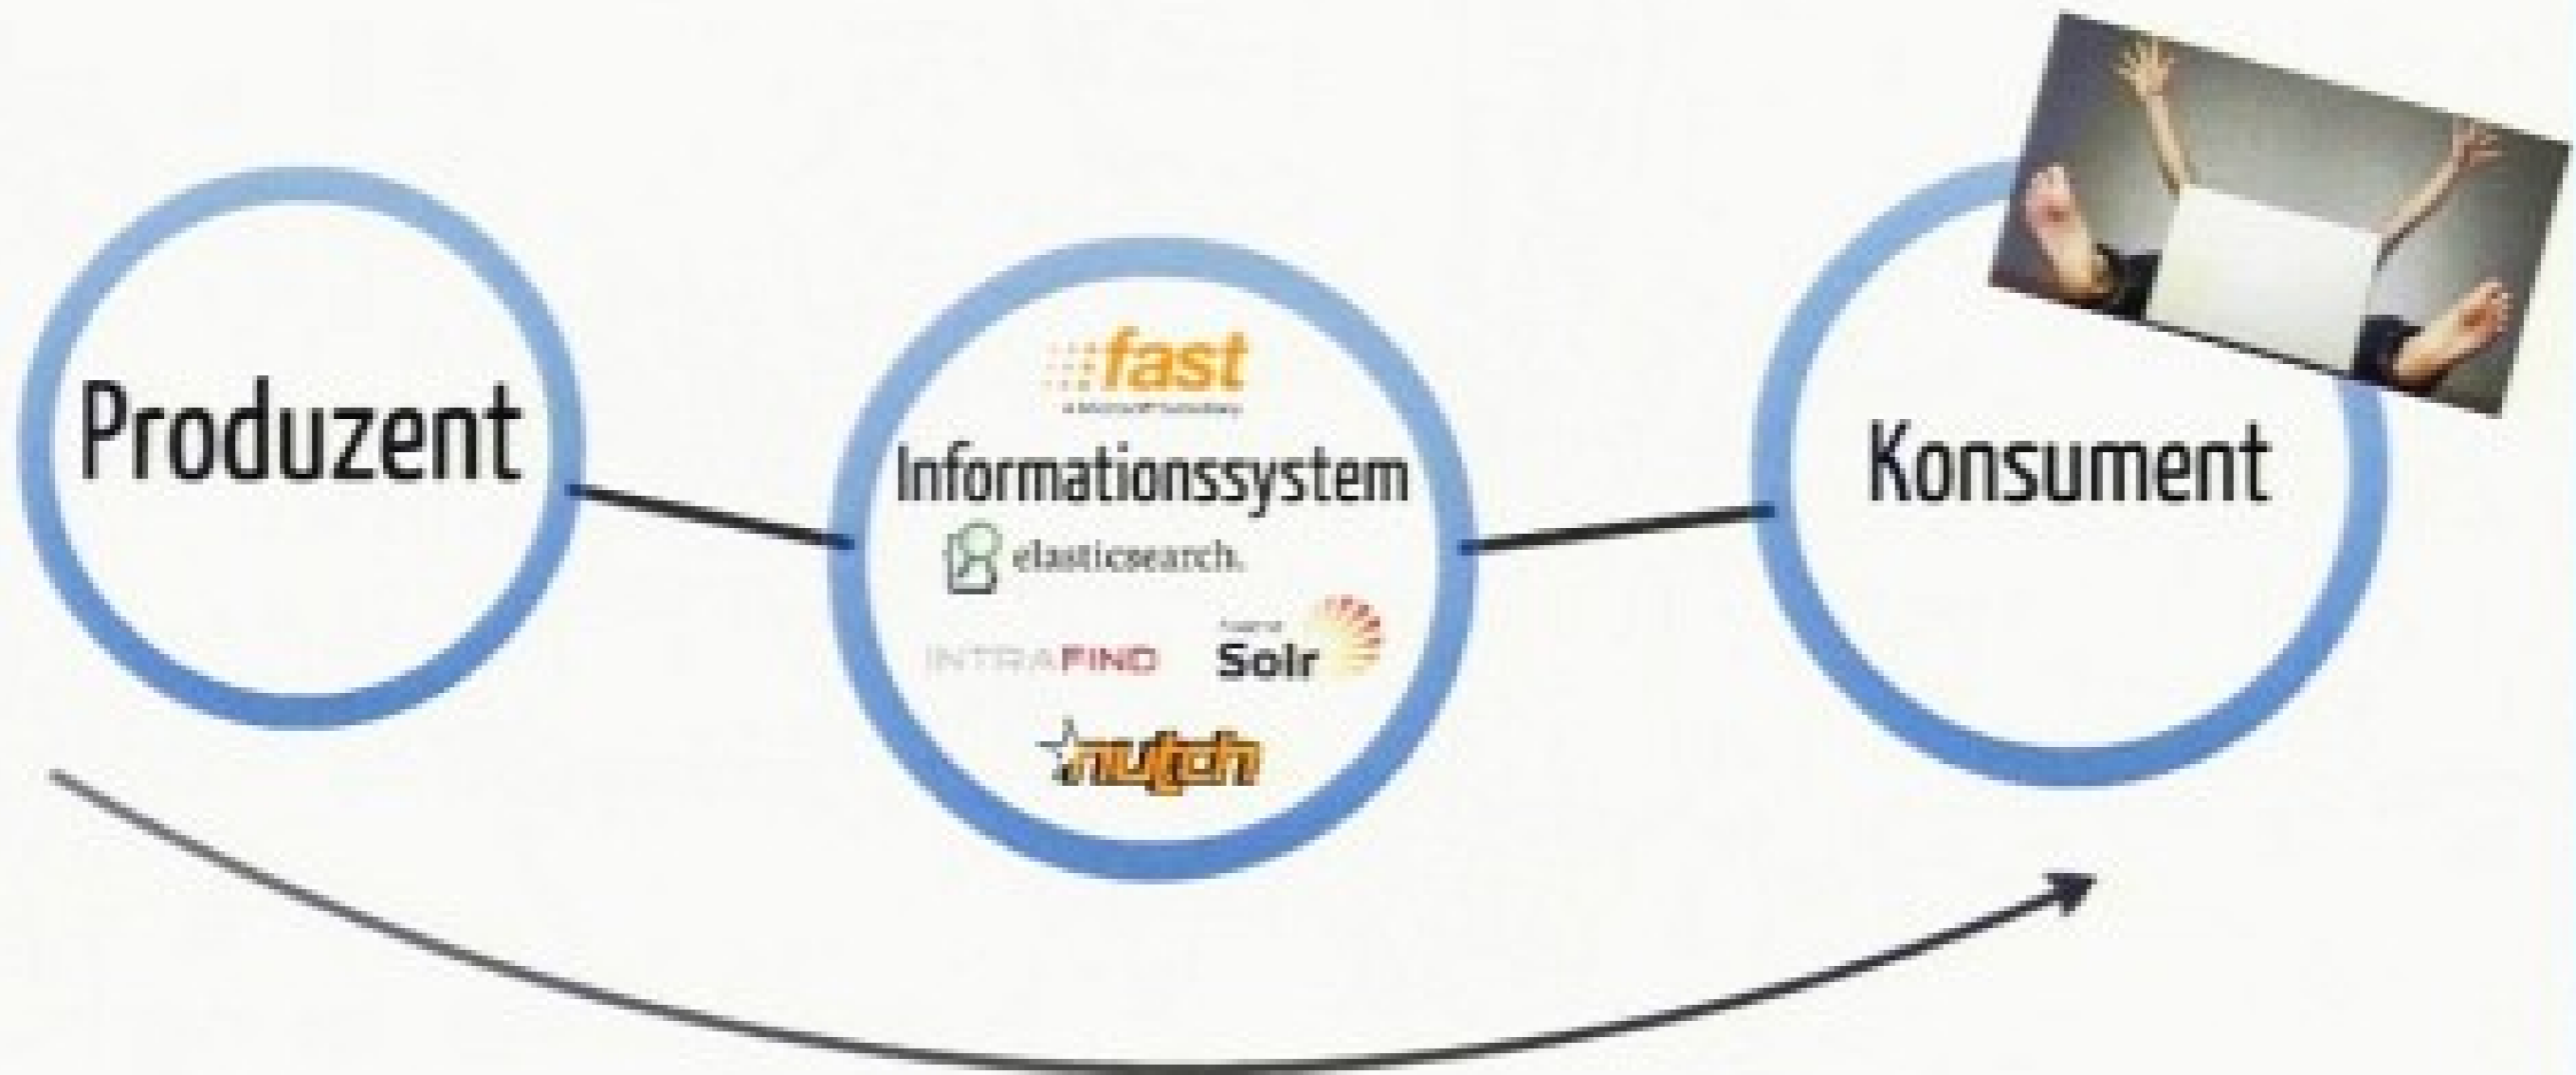 Produzent
fast
Informationssystem
elasticsearch.
INTRAFIND
Solr
nutch
Konsument